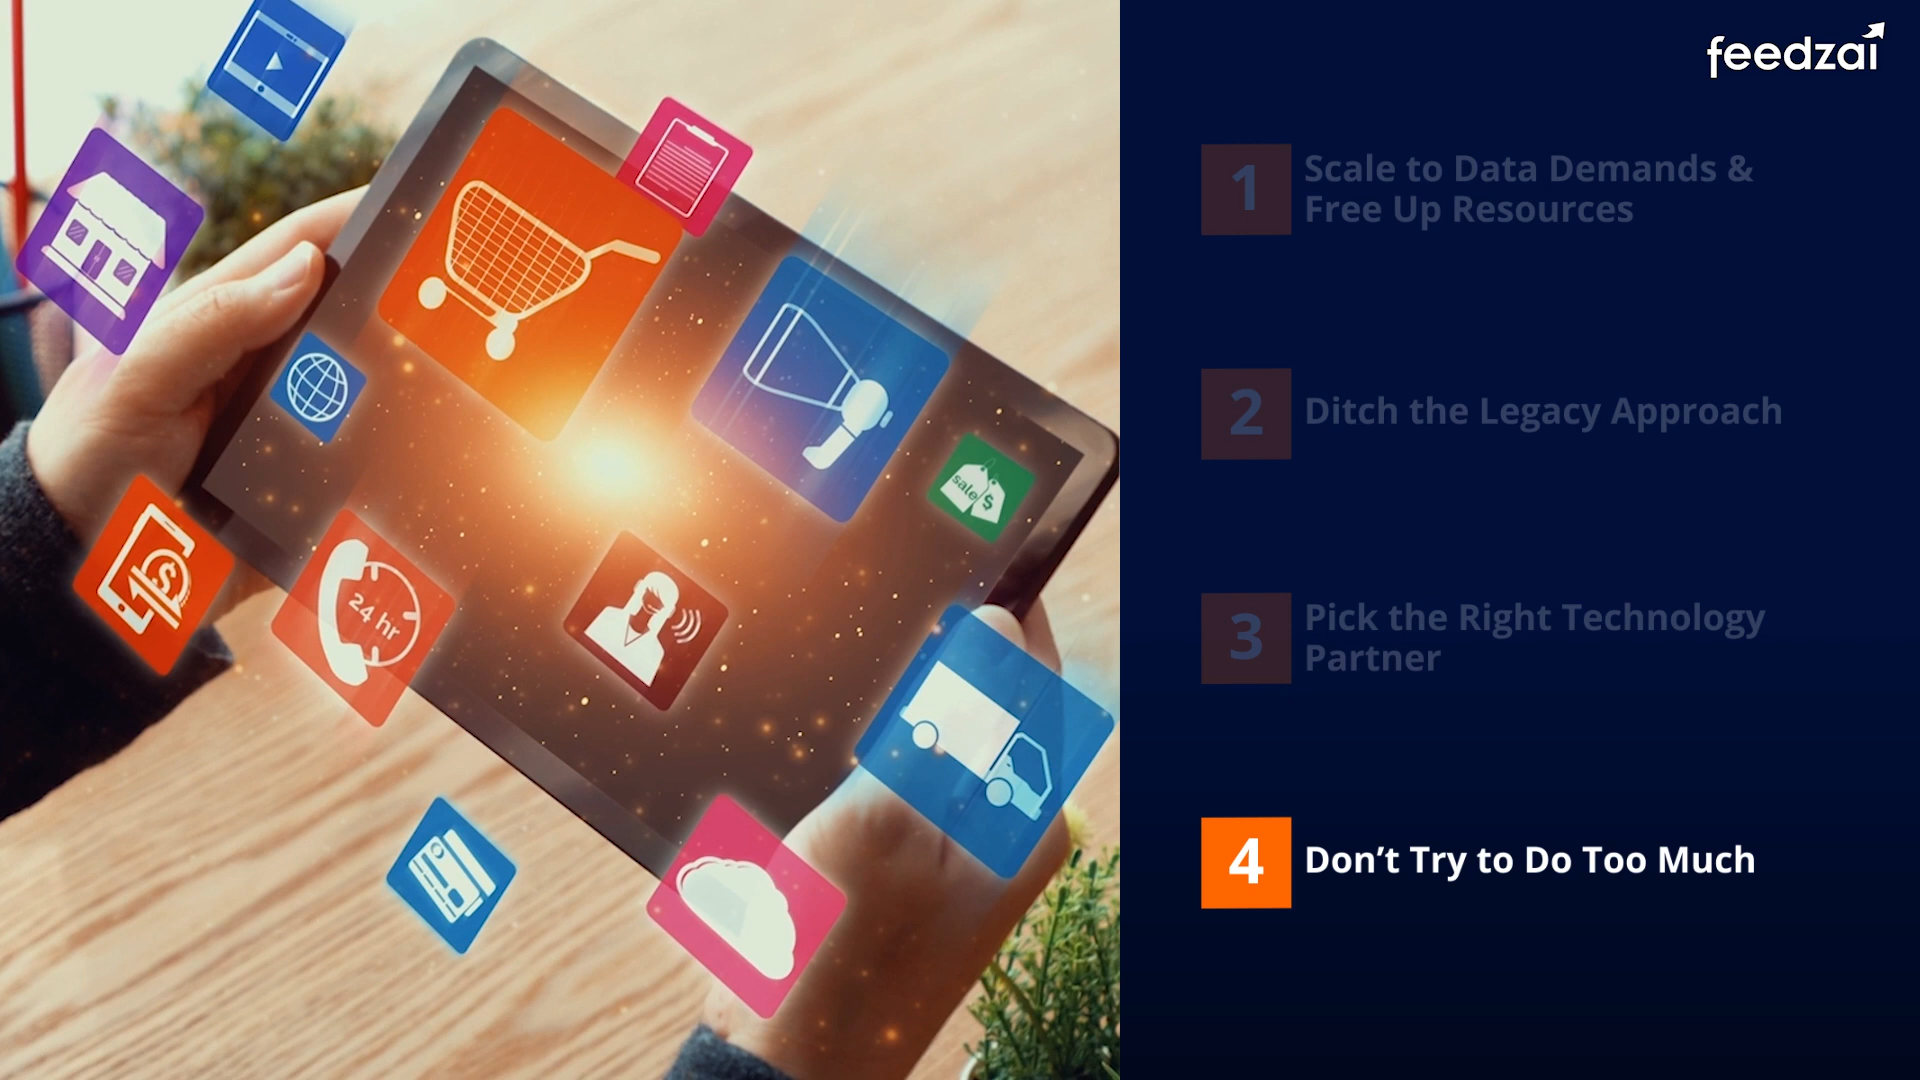 feedzai
1
Scale to Data Demands &
Free Up Resources
2
Ditch the Legacy Approach
3
Pick the Right Technology
Partner
4
Don’t Try to Do Too Much
sale $
$
24 hr